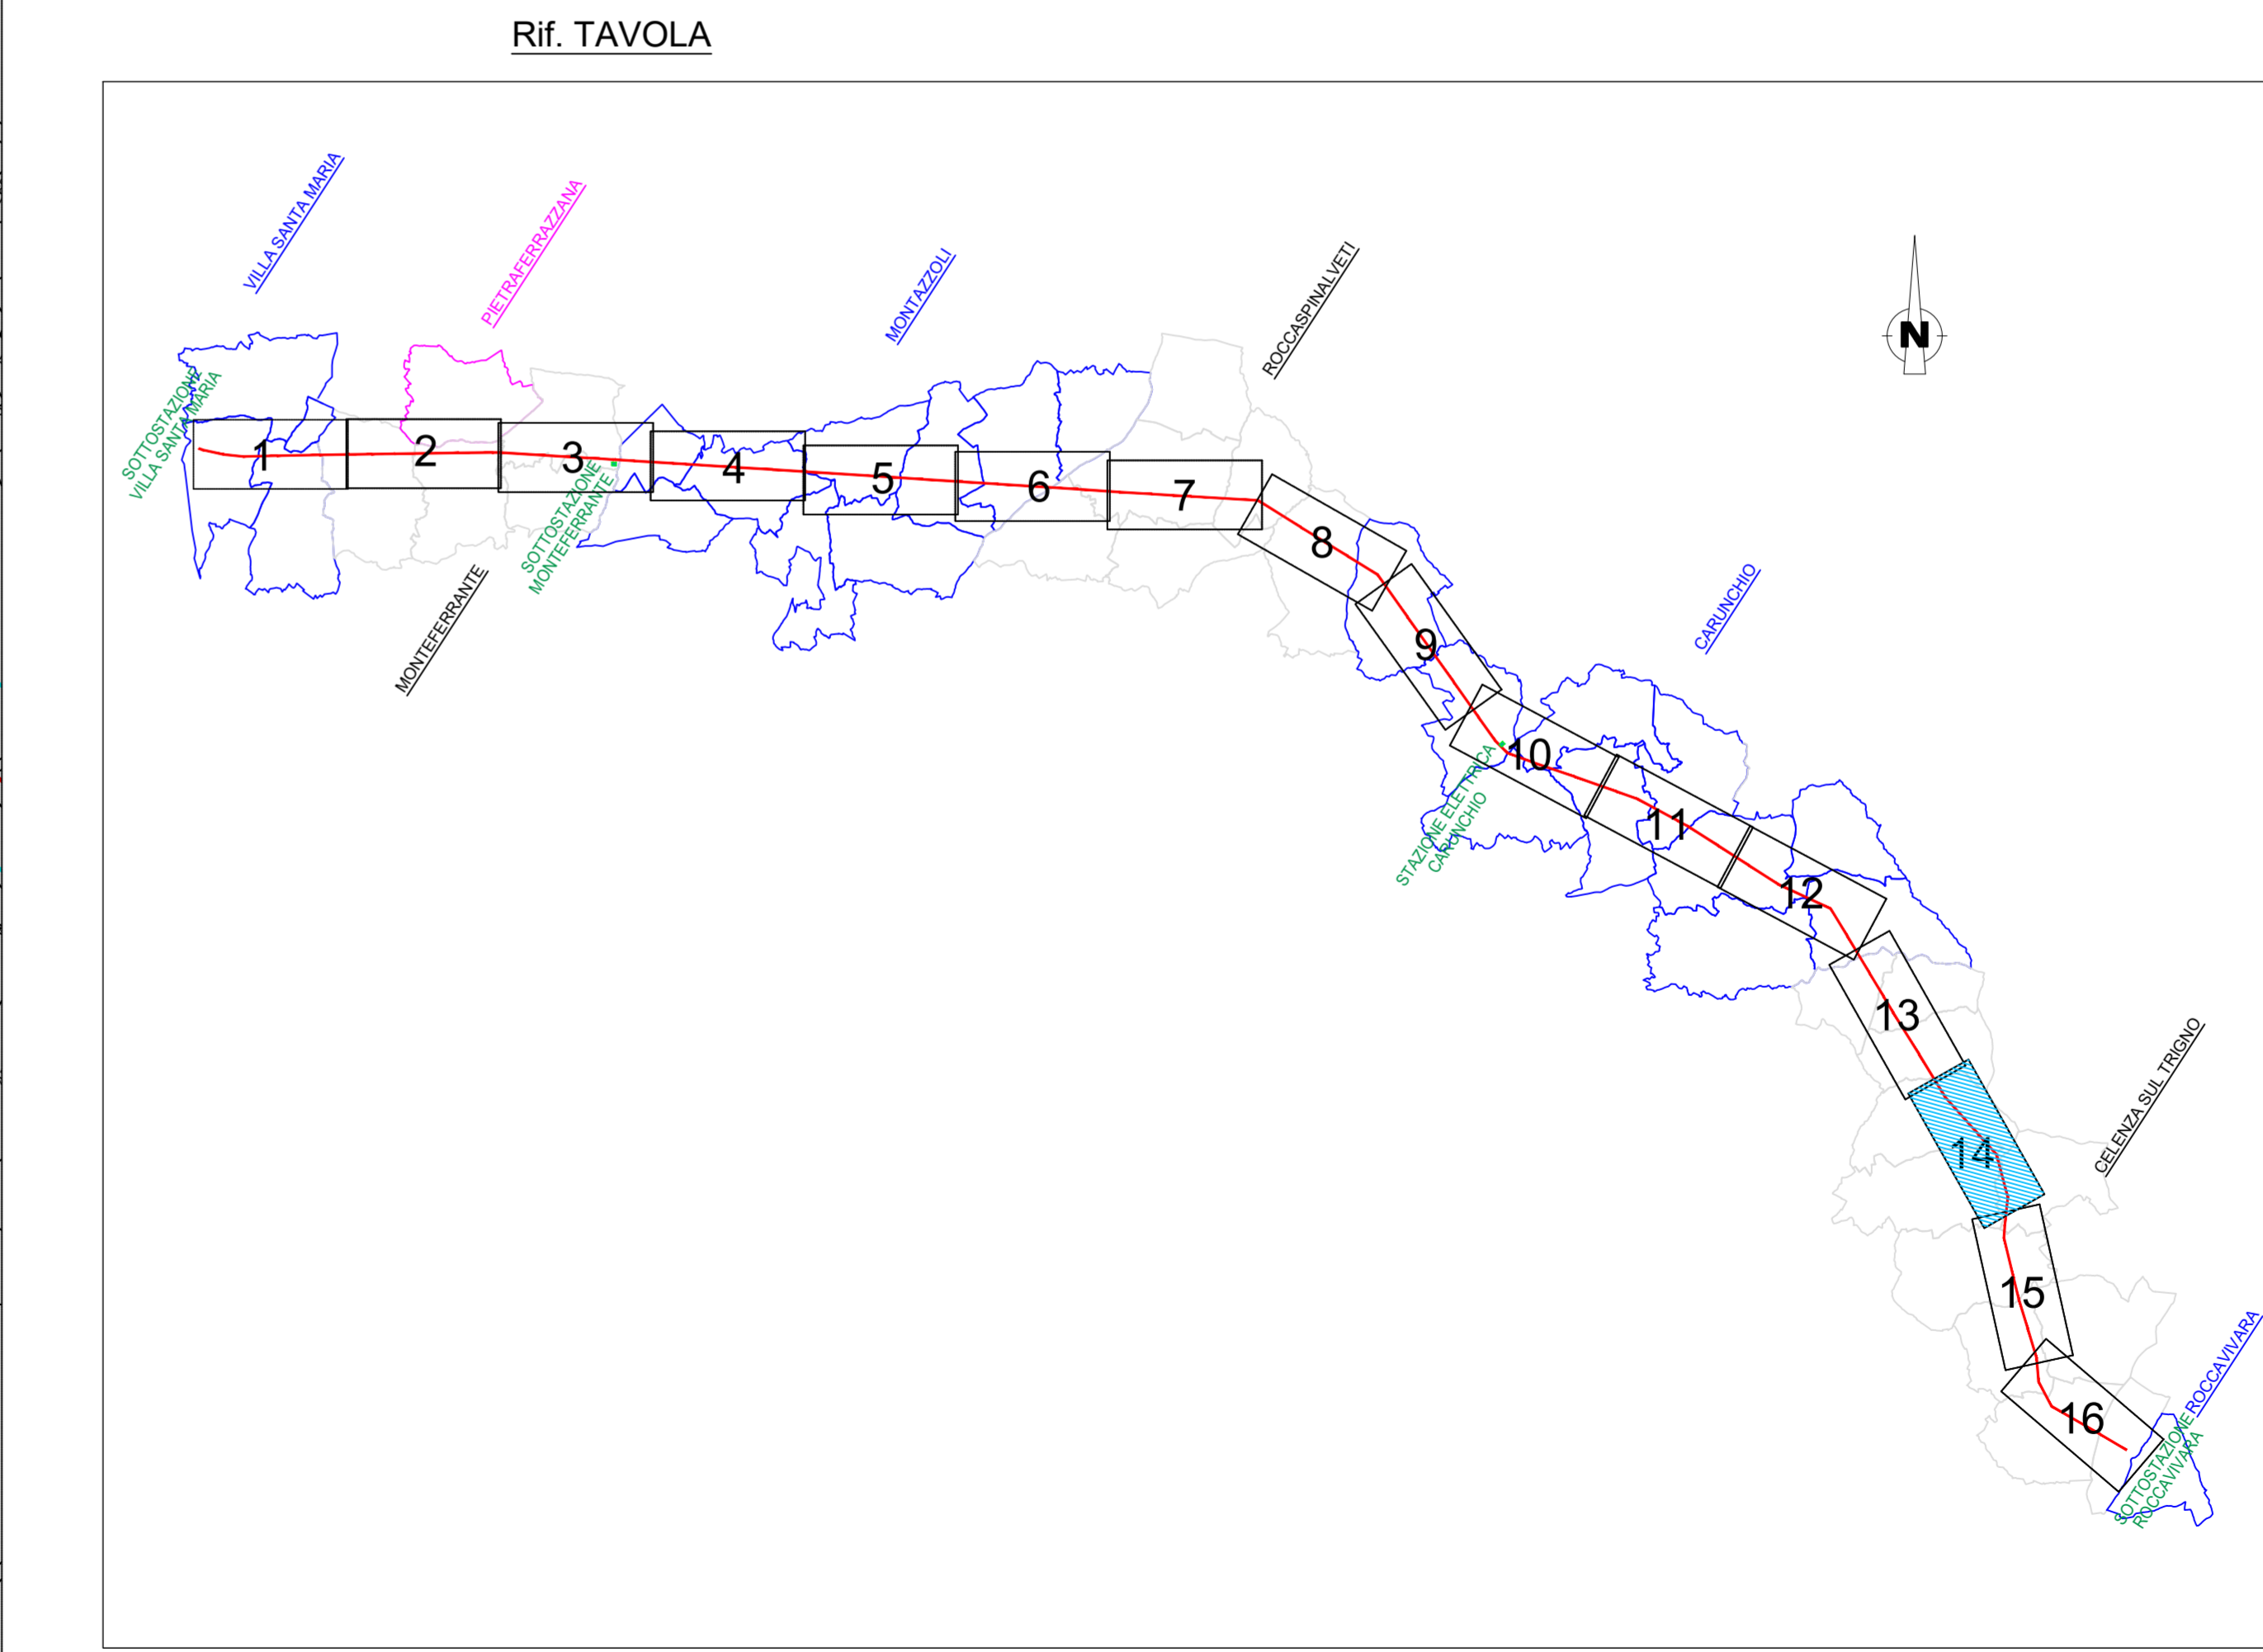 Rif. TAVOLA
VILLA SANTA MARIA
PIETRAFERRAZZANA
MONTAZZOLI
ROCCASPINALVETI
N
SOTTOSTAZIONE
VILLA SANTA MARIA
1
2
3
4
5
6
7
8
SOTTOSTAZIONE
MONTEFERRANTE
MONTEFERRANTE
CARUNCHIO
9
10
STAZIONE ELETTRICA
CARUNCHIO
11
12
13
CELENZA SUL TRIGNO
14
15
ROCCAVIVARA
16
SOTTOSTAZIONE
ROCCAVIVARA